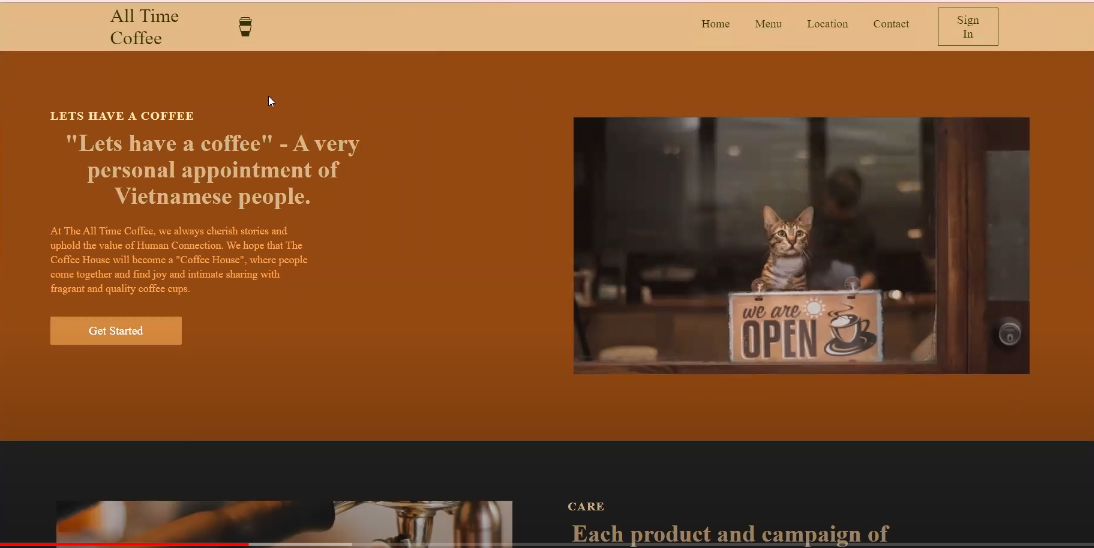 All Time
Coffee
Home
Menu
Location
Contact
Sign
In
LETS HAVE A COFFEE
"Lets have a coffee" - A very
personal appointment of
Vietnamese people.
At The All Time Coffee, we always cherish stories and
uphold the value of Human Connection. We hope that The
Coffee House will become a "Coffee House", where people
come together and find joy and intimate sharing with
fragrant and quality coffee cups.
Get Started
we are
OPEN
CARE
Each product and campaign of